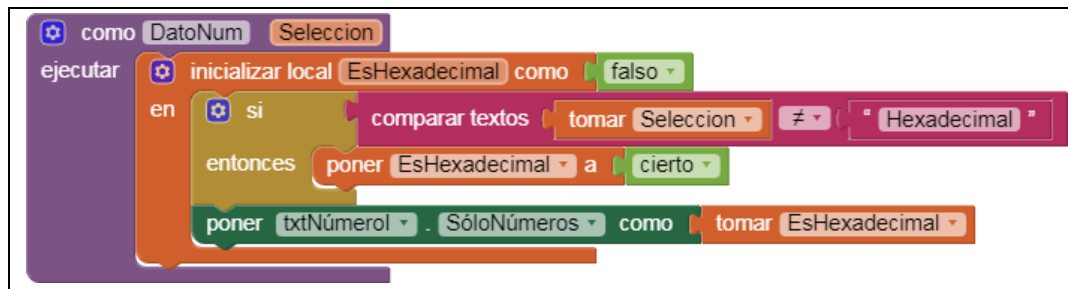 como DatoNum Seleccion
ejecutar inicializar local EsHexadecimal como falso
en si comparar textos tomar Seleccion ≠ " Hexadecimal "
entonces poner EsHexadecimal a cierto
poner txtNúmeroI . SóloNúmeros como tomar EsHexadecimal